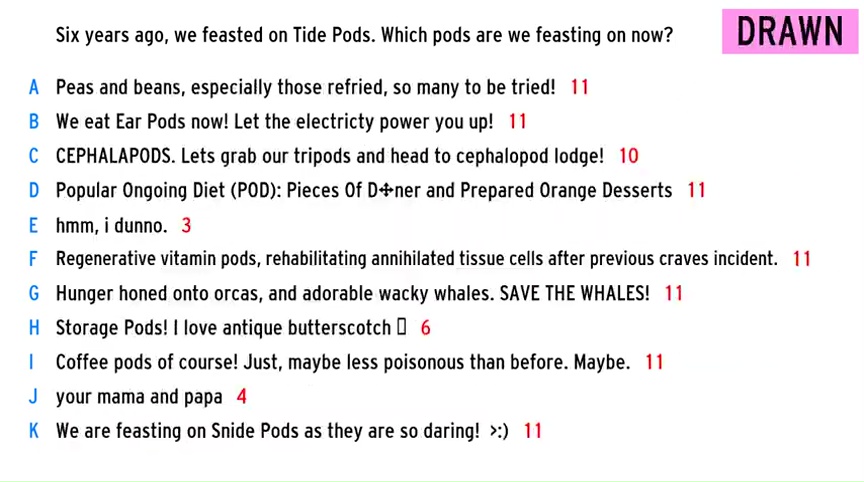 Six years ago, we feasted on Tide Pods. Which pods are we feasting on now?
DRAWN
A Peas and beans, especially those refried, so many to be tried! 11
B We eat Ear Pods now! Let the electricty power you up! 11
C CEPHALAPODS. Lets grab our tripods and head to cephalopod lodge! 10
D Popular Ongoing Diet (POD): Pieces Of D✢ner and Prepared Orange Desserts 11
E hmm, i dunno. 3
F Regenerative vitamin pods, rehabilitating annihilated tissue cells after previous craves incident. 11
G Hunger honed onto orcas, and adorable wacky whales. SAVE THE WHALES! 11
H Storage Pods! I love antique butterscotch ▯ 6
I Coffee pods of course! Just, maybe less poisonous than before. Maybe. 11
J your mama and papa 4
K We are feasting on Snide Pods as they are so daring! >:) 11